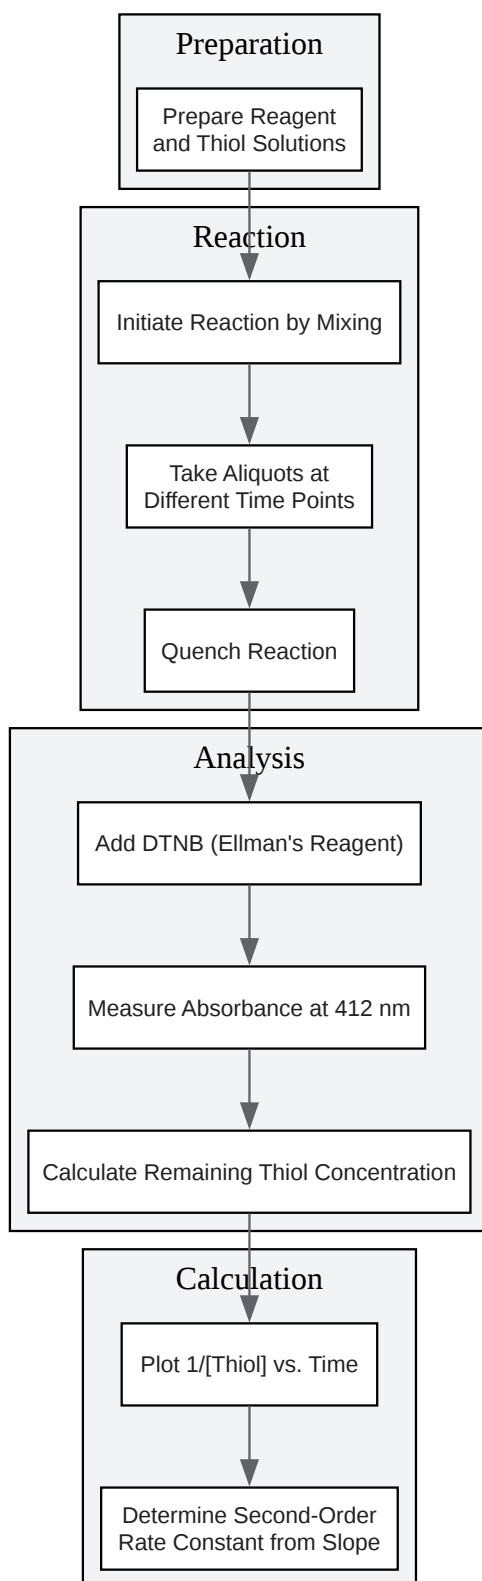 Preparation
Prepare Reagent
and Thiol Solutions
Reaction
Initiate Reaction by Mixing
Take Aliquots at
Different Time Points
Quench Reaction
Analysis
Add DTNB (Ellman's Reagent)
Measure Absorbance at 412 nm
Calculate Remaining Thiol Concentration
Calculation
Plot 1/[Thiol] vs. Time
Determine Second-Order
Rate Constant from Slope